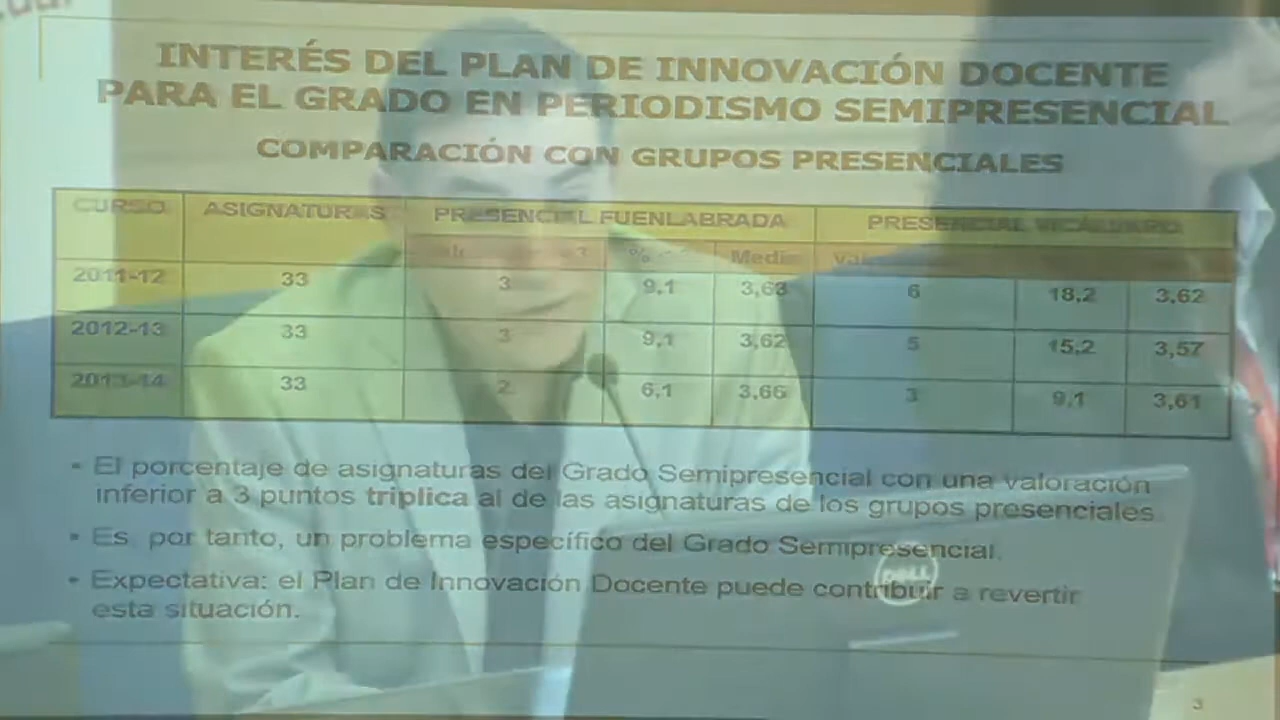 INTERÉS DEL PLAN DE INNOVACIÓN DOCENTE
PARA EL GRADO EN PERIODISMO SEMIPRESENCIAL
COMPARACIÓN CON GRUPOS PRESENCIALES
CURSO ASIGNATURAS PRESENCIAL FUENLABRADA PRESENCIAL VICÁLVARO
% Media
2011-12 33 3 9,1 3,63 6 18,2 3,62
2012-13 33 3 9,1 3,62 5 15,2 3,57
2013-14 33 2 6,1 3,66 3 9,1 3,61
• El porcentaje de asignaturas del Grado Semipresencial con una valoración
inferior a 3 puntos triplica al de las asignaturas de los grupos presenciales.
• Es, por tanto, un problema específico del Grado Semipresencial.
• Expectativa: el Plan de Innovación Docente puede contribuir a revertir
esta situación.
DELL
3